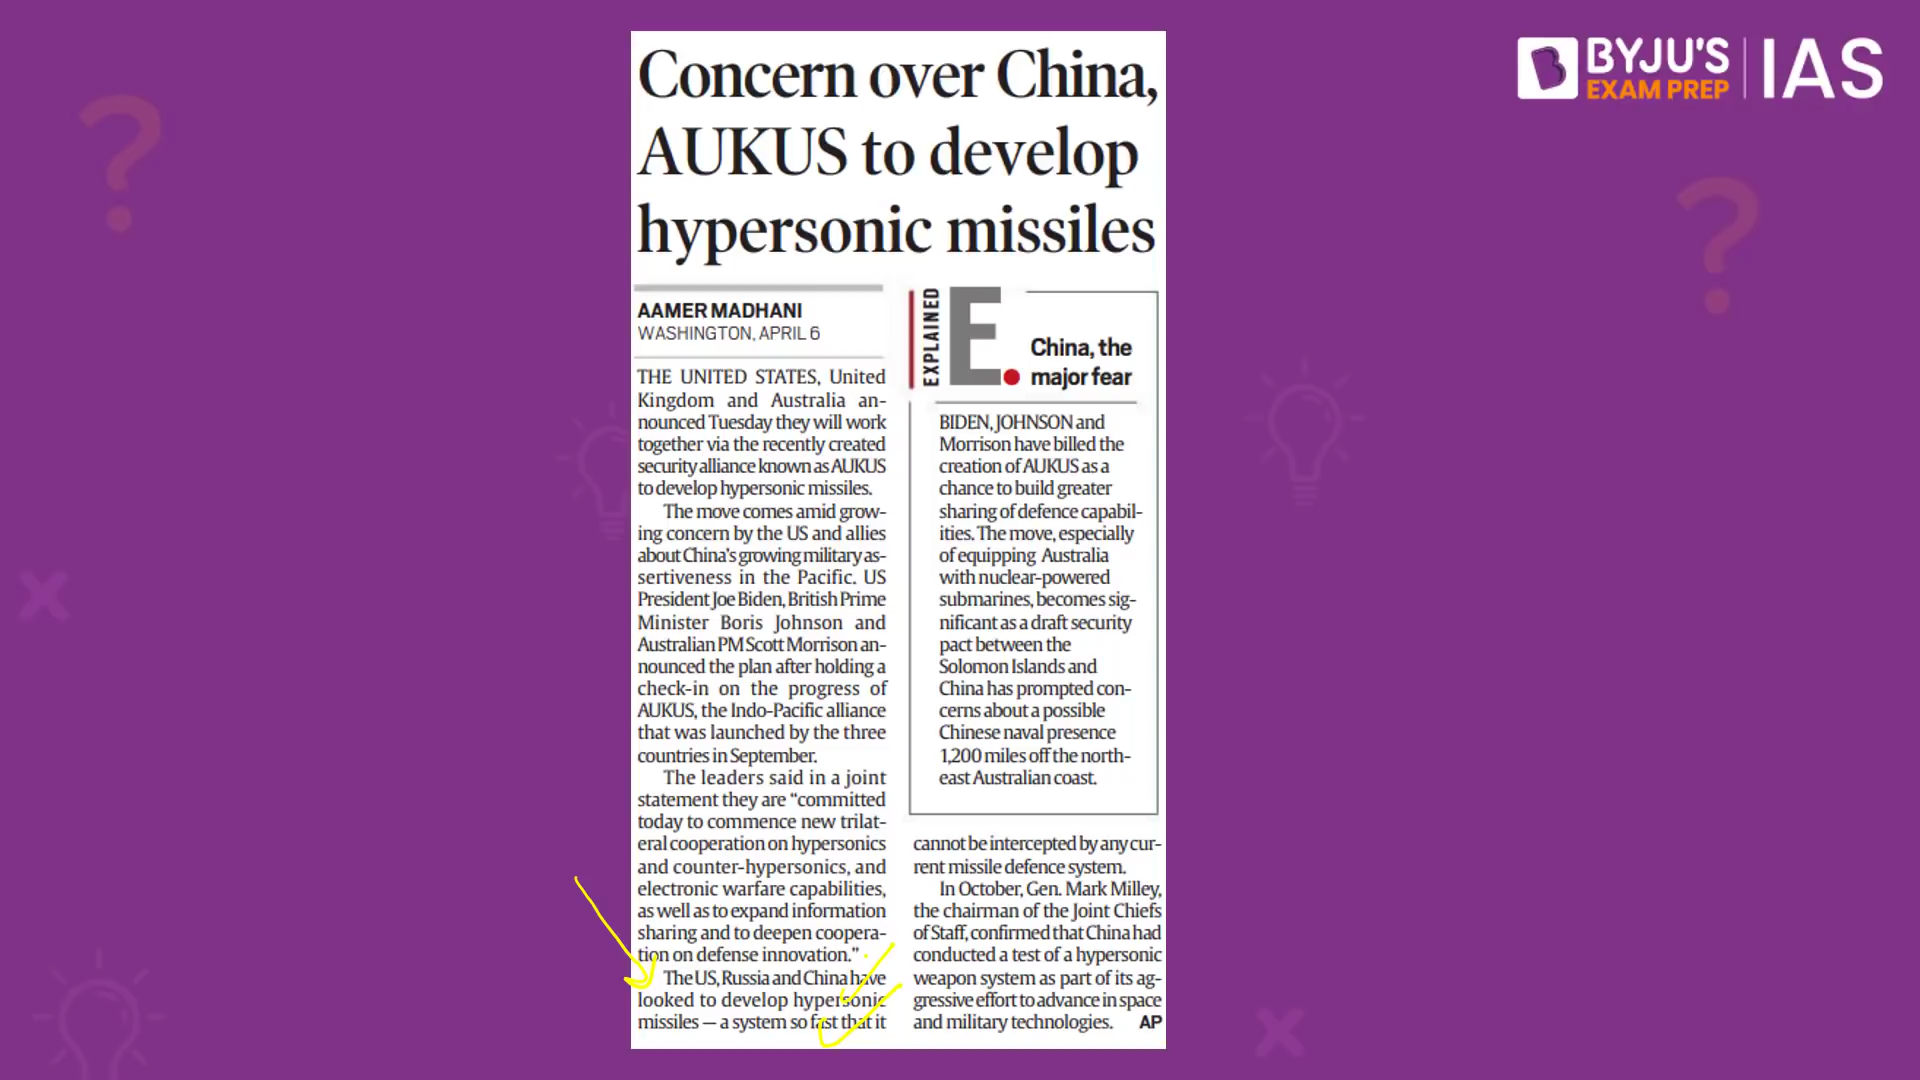 BYJU'S
EXAM PREP
IAS
Concern over China,
AUKUS to develop
hypersonic missiles
AAMER MADHANI
WASHINGTON, APRIL 6
THE UNITED STATES, United
Kingdom and Australia an-
nounced Tuesday they will work
together via the recently created
security alliance known as AUKUS
to develop hypersonic missiles.
The move comes amid grow-
ing concern by the US and allies
about China's growing military as-
sertiveness in the Pacific. US
President Joe Biden, British Prime
Minister Boris Johnson and
Australian PM Scott Morrison an-
nounced the plan after holding a
check-in on the progress of
AUKUS, the Indo-Pacific alliance
that was launched by the three
countries in September.
The leaders said in a joint
statement they are “committed
today to commence new trilat-
eral cooperation on hypersonics
and counter-hypersonics, and
electronic warfare capabilities,
as well as to expand information
sharing and to deepen coopera-
tion on defense innovation.”
The US, Russia and China have
looked to develop hypersonic
missiles — a system so fast that it
EXPLAINED
E.
China, the
major fear
BIDEN, JOHNSON and
Morrison have billed the
creation of AUKUS as a
chance to build greater
sharing of defence capabil-
ities. The move, especially
of equipping Australia
with nuclear-powered
submarines, becomes sig-
nificant as a draft security
pact between the
Solomon Islands and
China has prompted con-
cerns about a possible
Chinese naval presence
1,200 miles off the north-
east Australian coast.
cannot be intercepted by any cur-
rent missile defence system.
In October, Gen. Mark Milley,
the chairman of the Joint Chiefs
of Staff, confirmed that China had
conducted a test of a hypersonic
weapon system as part of its ag-
gressive effort to advance in space
and military technologies. AP